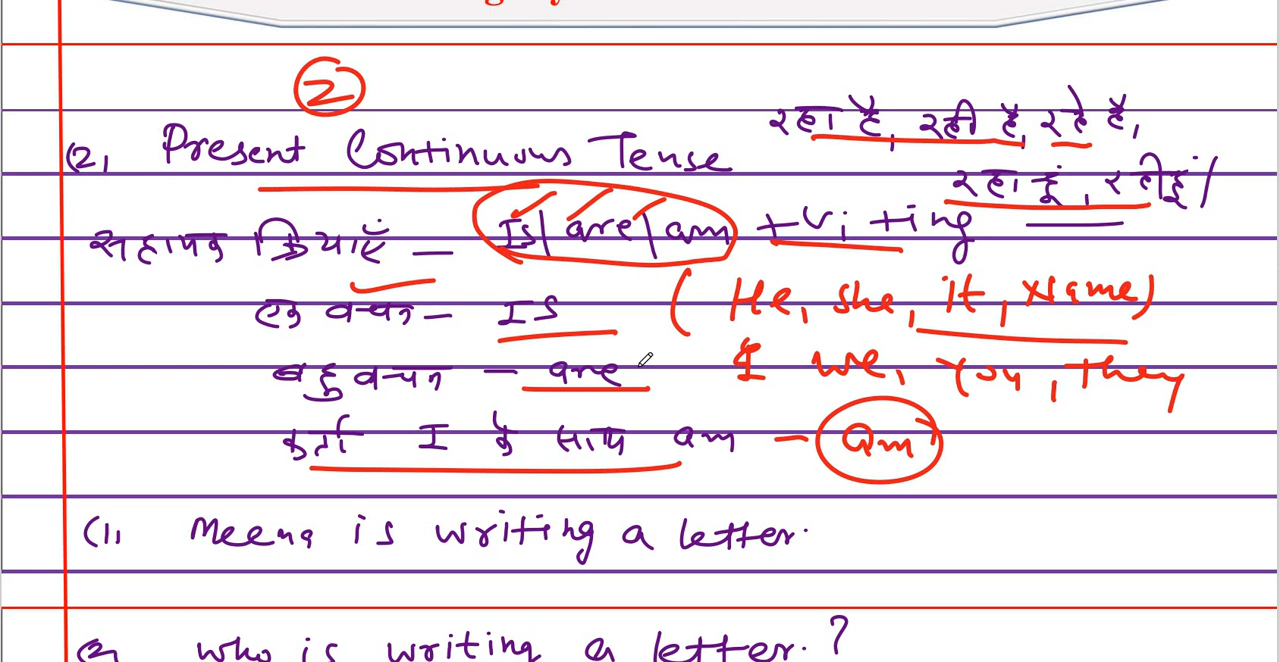 ②
(2, Present Continuous Tense रहा है, रही है, रहे है,
रहा हूं, रही हूं।
सहायक क्रियाऐं — Is/are/am + V1 + ing
एक वचन — IS ( He, she, it, Name)
बहुवचन — are I we, You, they
कर्ता I के साथ am — am
(1, Meena is writing a letter.
who is writing a letter.?